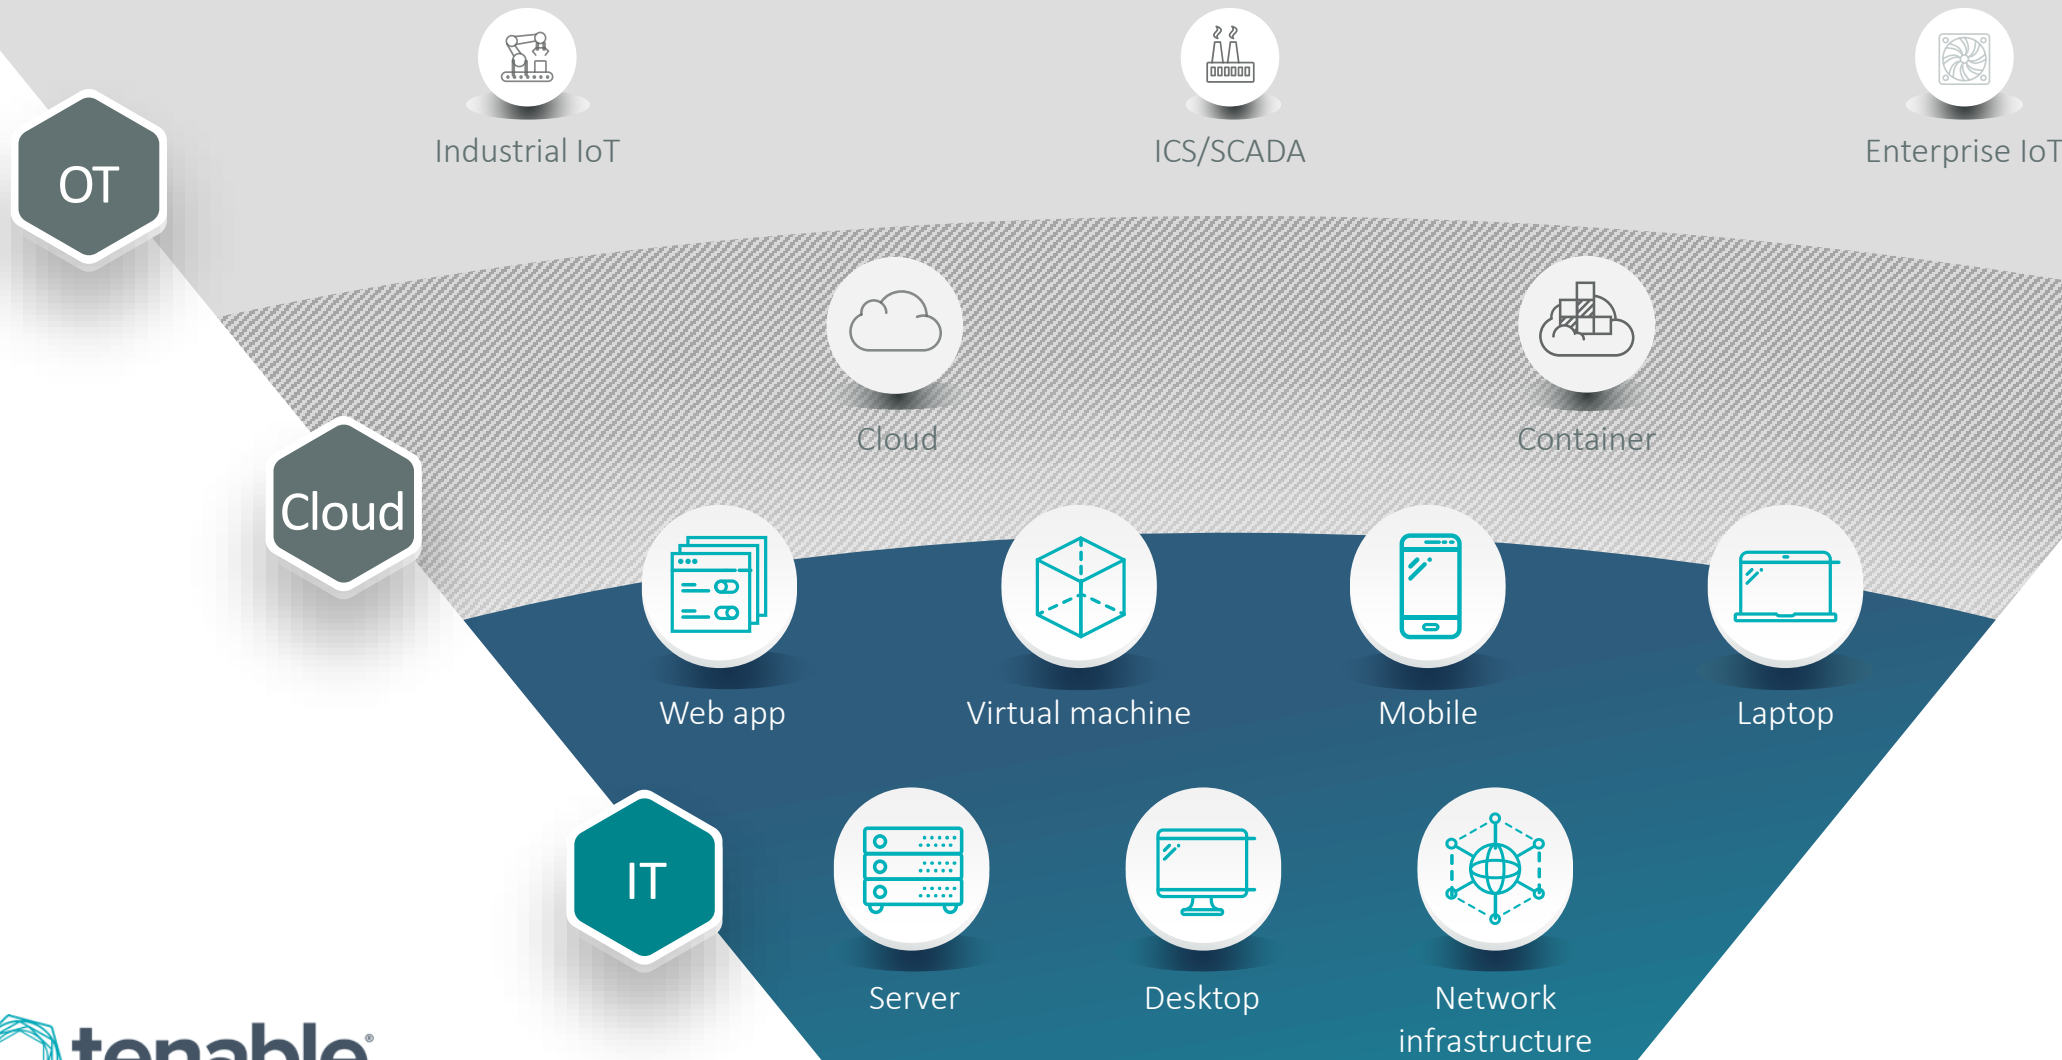 Industrial IoT
ICS/SCADA
Enterprise IoT
OT
Cloud
Container
Cloud
Web app
Virtual machine
Mobile
Laptop
IT
Server
Desktop
Network
infrastructure
tenable®